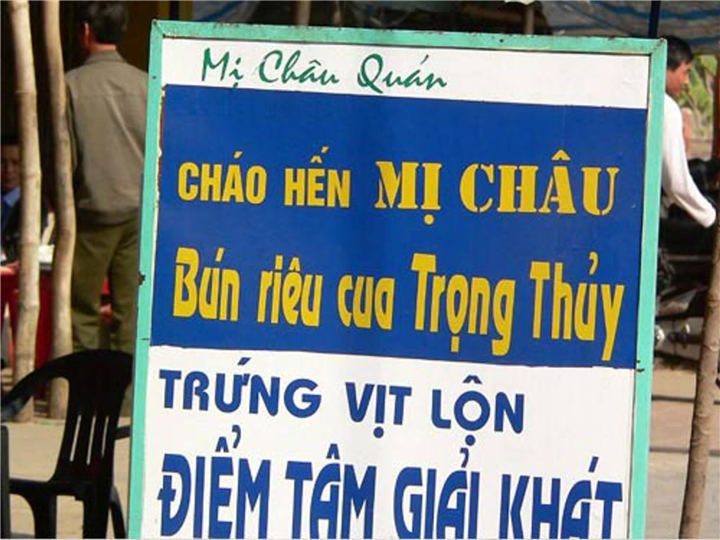 Mị Châu Quán
CHÁO HẾN MỊ CHÂU
Bún riêu cua Trọng Thủy
TRỨNG VỊT LỘN
ĐIỂM TÂM GIẢI KHÁT